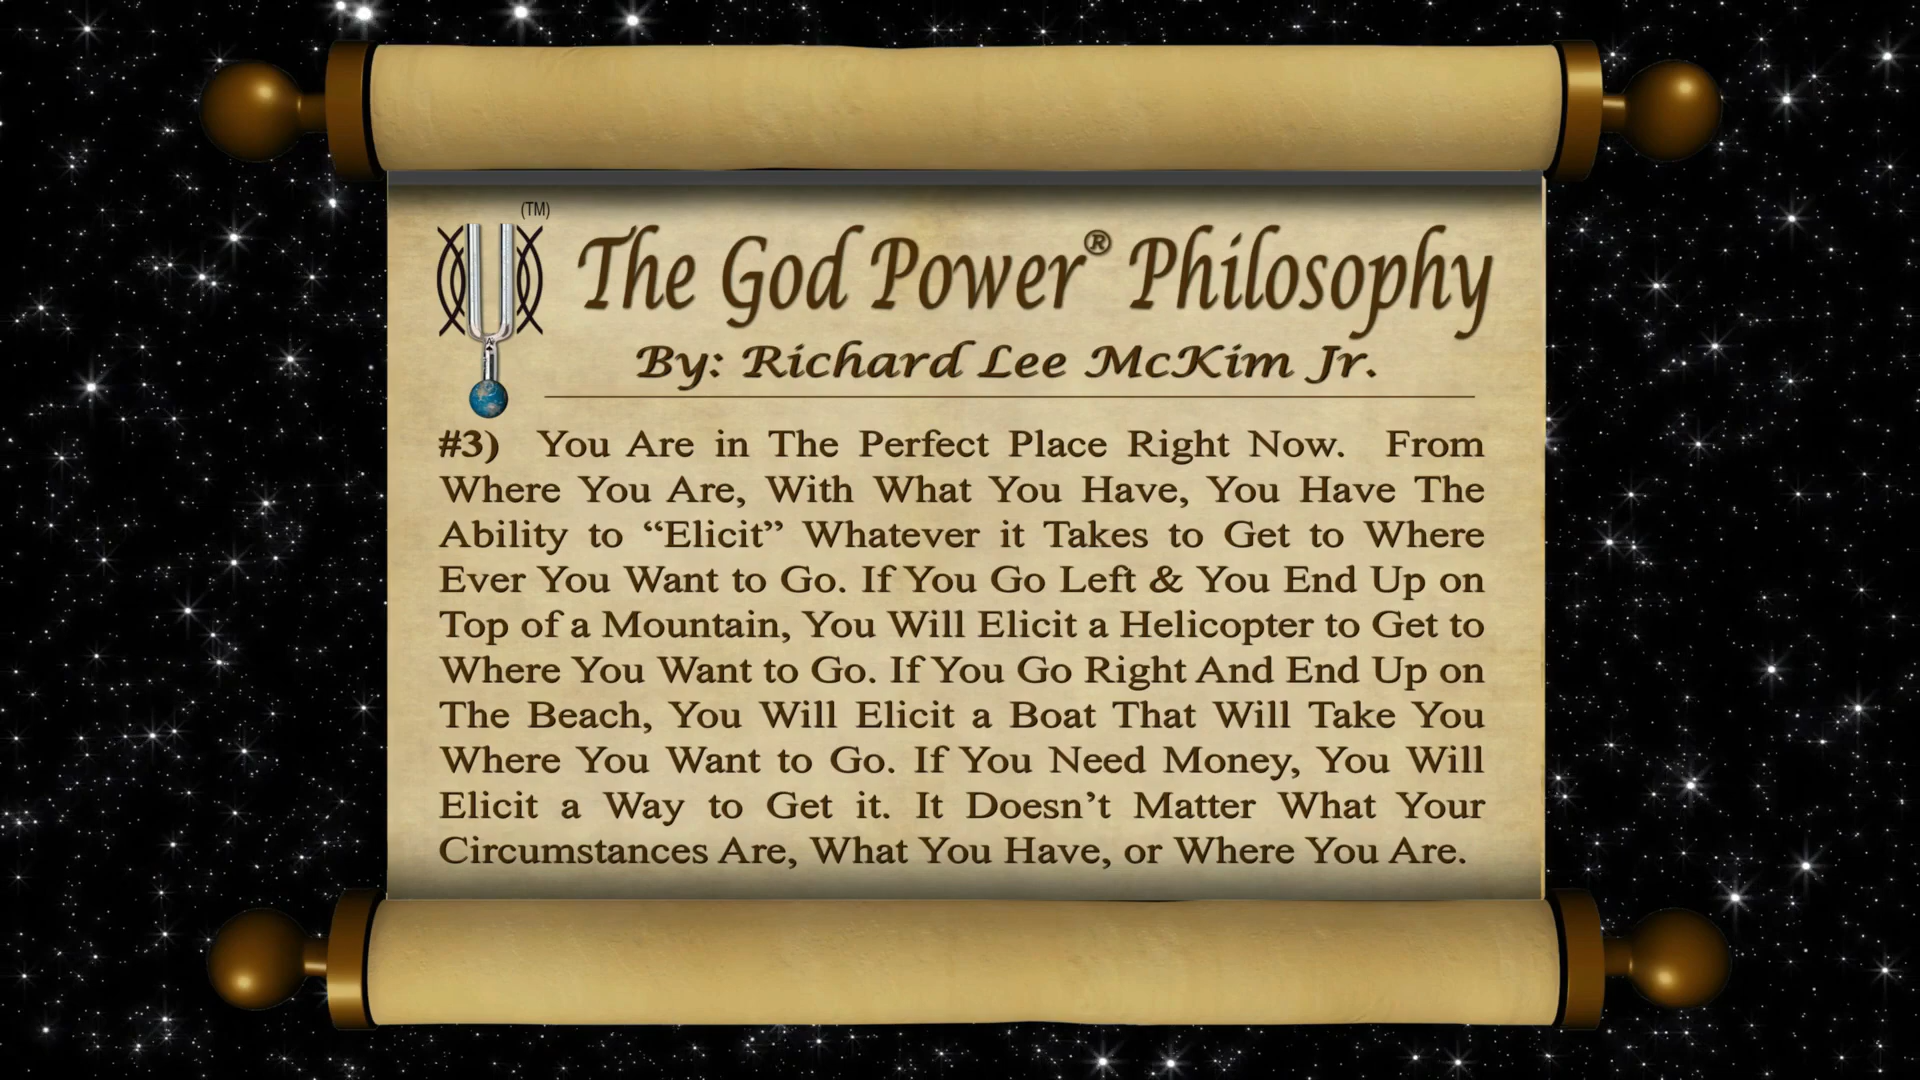 (TM)
The God Power® Philosophy
By: Richard Lee McKim Jr.
#3) You Are in The Perfect Place Right Now. From
Where You Are, With What You Have, You Have The
Ability to “Elicit” Whatever it Takes to Get to Where
Ever You Want to Go. If You Go Left & You End Up on
Top of a Mountain, You Will Elicit a Helicopter to Get to
Where You Want to Go. If You Go Right And End Up on
The Beach, You Will Elicit a Boat That Will Take You
Where You Want to Go. If You Need Money, You Will
Elicit a Way to Get it. It Doesn’t Matter What Your
Circumstances Are, What You Have, or Where You Are.